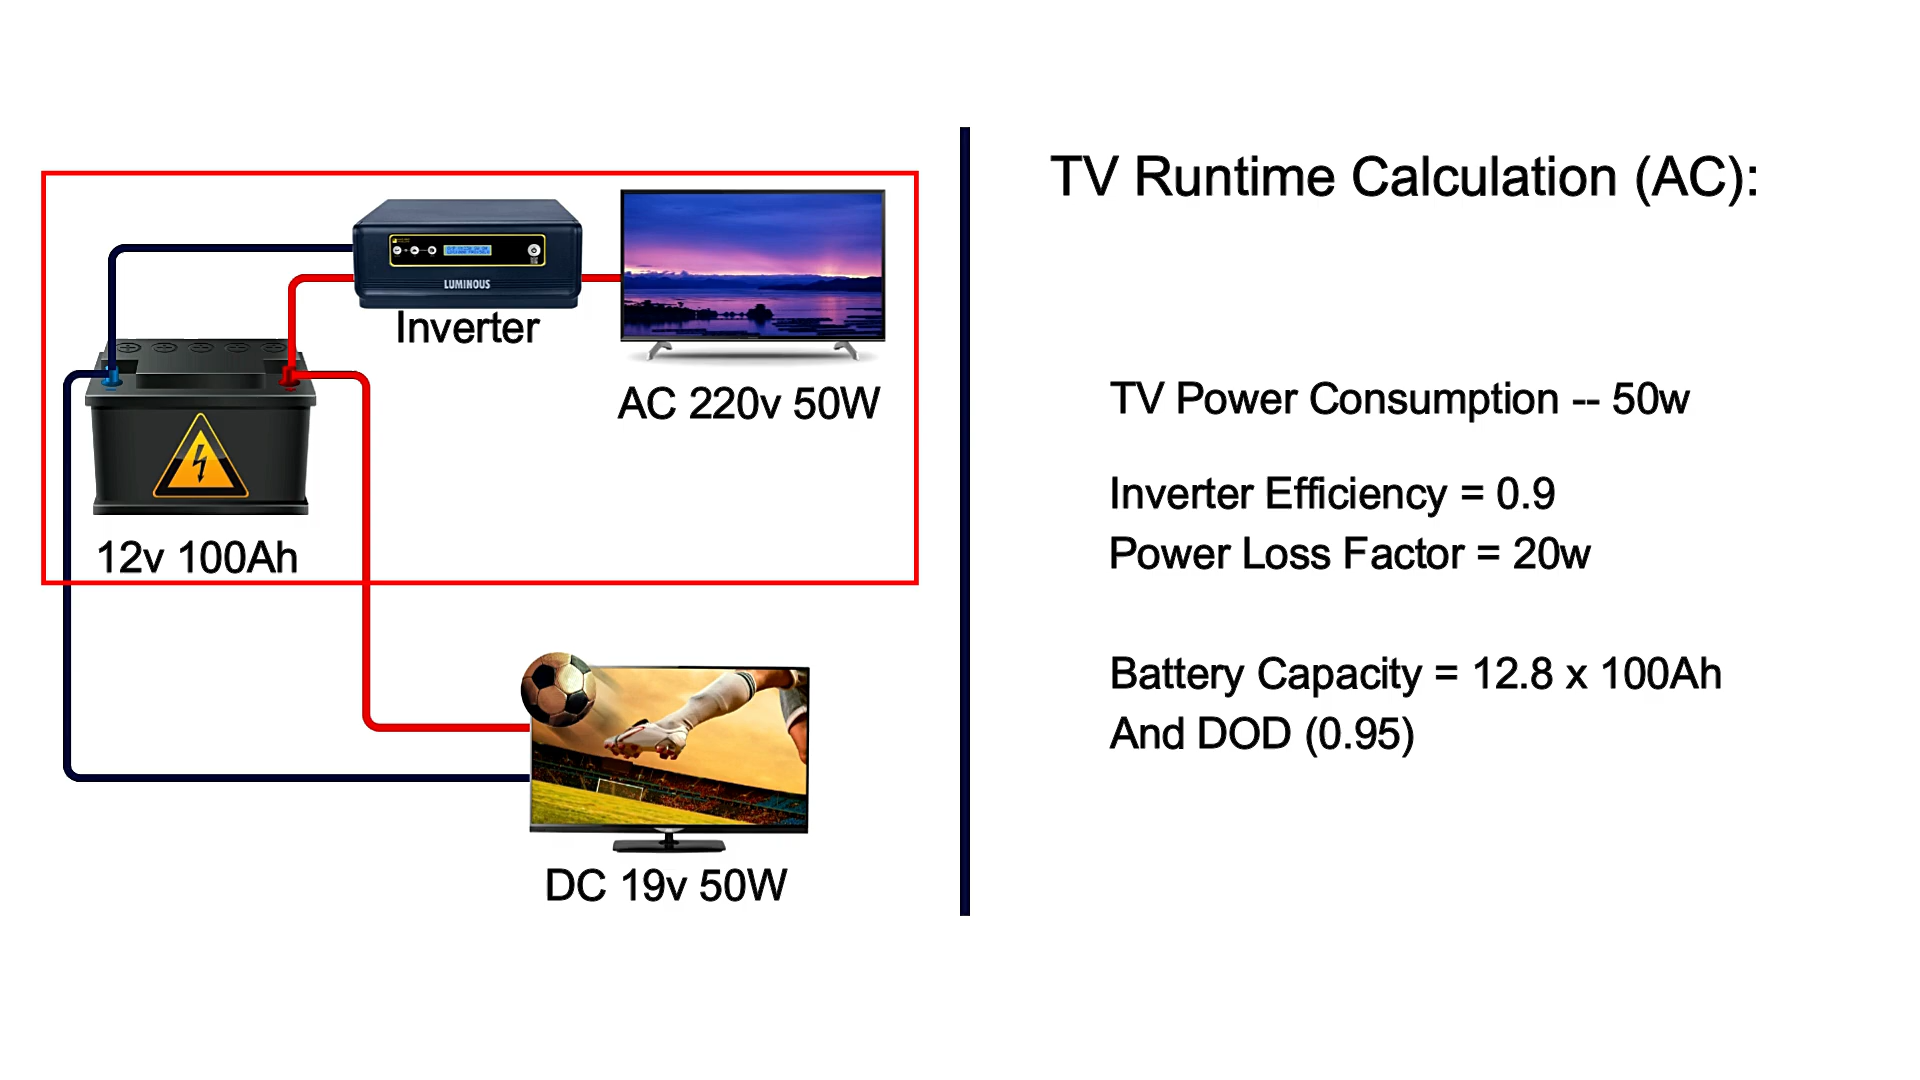 TV Runtime Calculation (AC):
LUMINOUS
Inverter
AC 220v 50W
12v 100Ah
DC 19v 50W
TV Power Consumption -- 50w
Inverter Efficiency = 0.9
Power Loss Factor = 20w
Battery Capacity = 12.8 x 100Ah
And DOD (0.95)